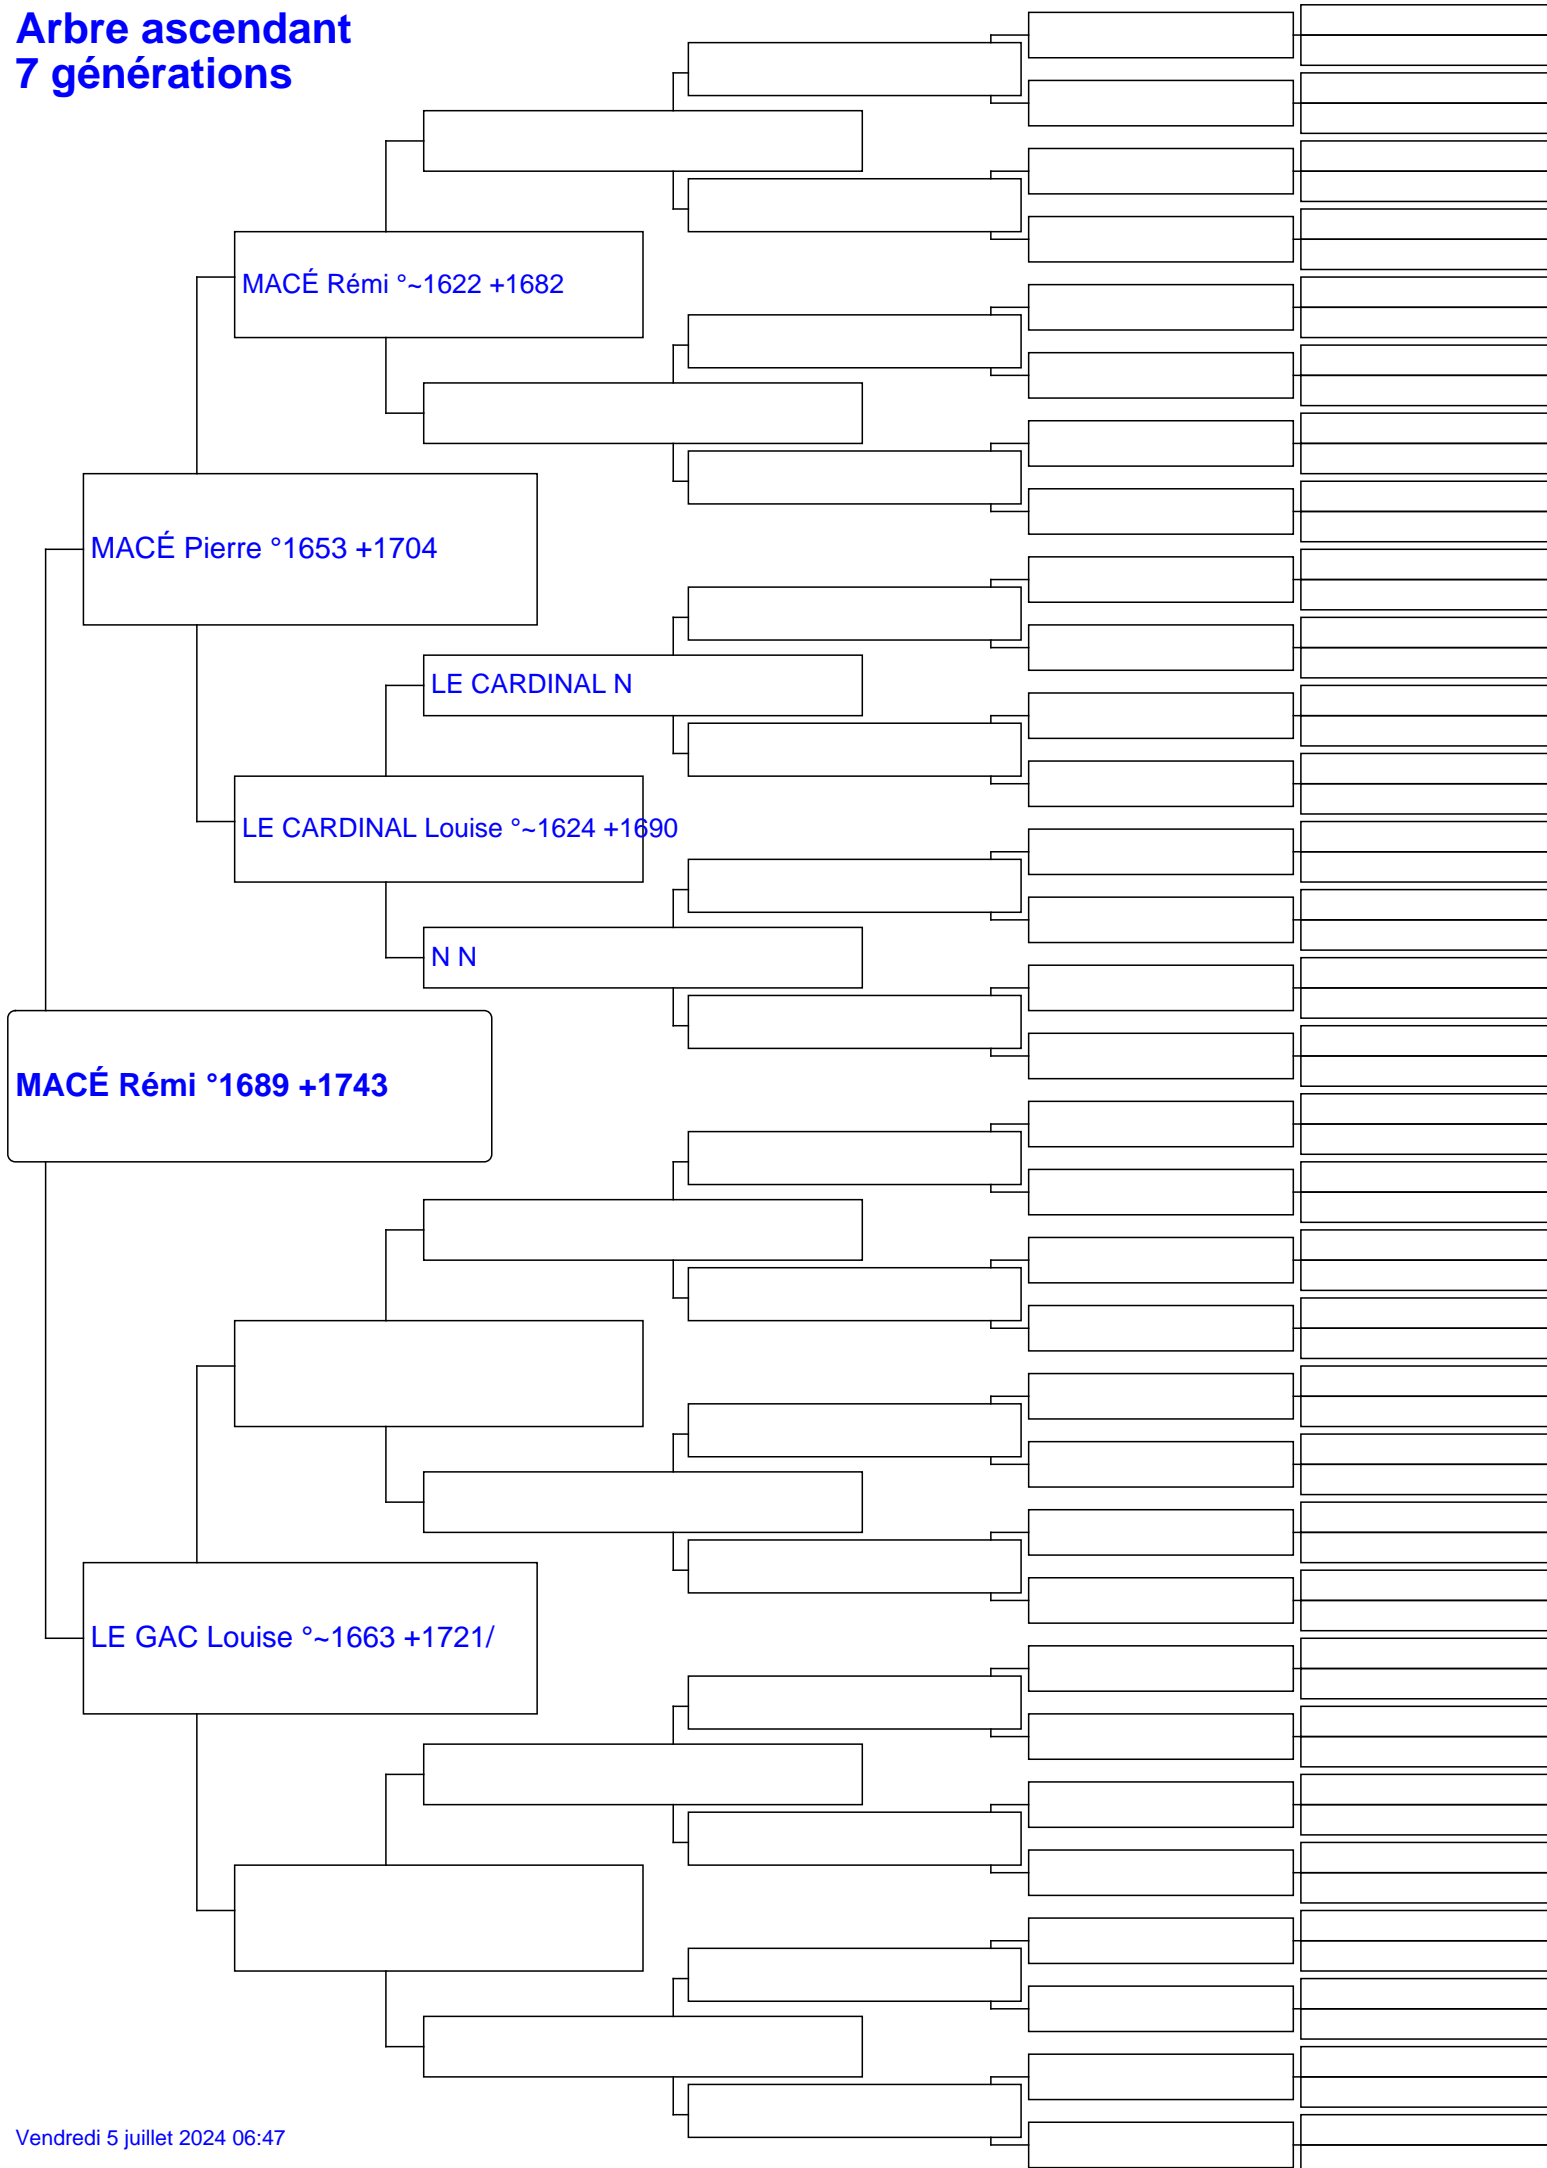 Arbre ascendant
7 générations
MACÉ Rémi °~1622 +1682
MACÉ Pierre °1653 +1704
LE CARDINAL N
LE CARDINAL Louise °~1624 +1690
N N
MACÉ Rémi °1689 +1743
LE GAC Louise °~1663 +1721/
Vendredi 5 juillet 2024 06:47